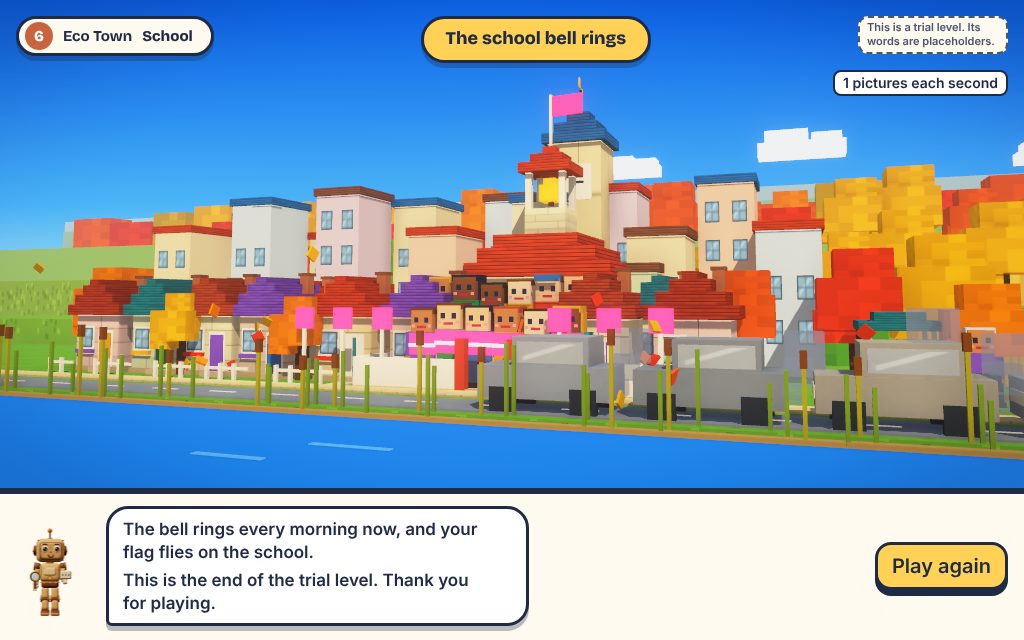 6 Eco Town School
The school bell rings
This is a trial level. Its
words are placeholders.
1 pictures each second
The bell rings every morning now, and your
flag flies on the school.
This is the end of the trial level. Thank you
for playing.
Play again